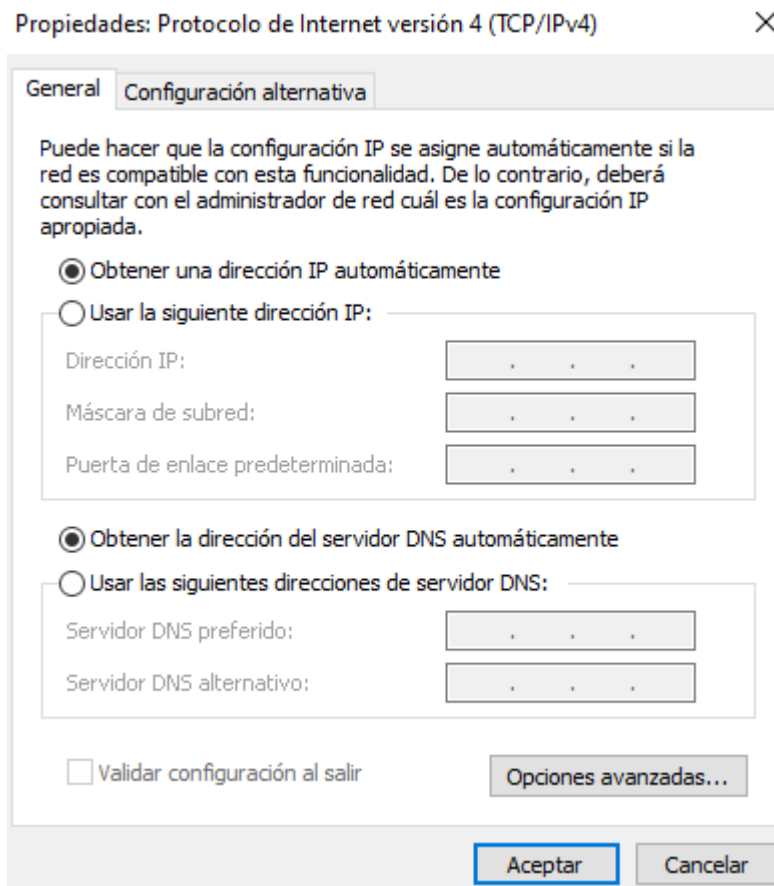 Propiedades: Protocolo de Internet versión 4 (TCP/IPv4)
General
Configuración alternativa
Puede hacer que la configuración IP se asigne automáticamente si la
red es compatible con esta funcionalidad. De lo contrario, deberá
consultar con el administrador de red cuál es la configuración IP
apropiada.
Obtener una dirección IP automáticamente
Usar la siguiente dirección IP:
Dirección IP:
Máscara de subred:
Puerta de enlace predeterminada:
Obtener la dirección del servidor DNS automáticamente
Usar las siguientes direcciones de servidor DNS:
Servidor DNS preferido:
Servidor DNS alternativo:
Validar configuración al salir
Opciones avanzadas...
Aceptar
Cancelar